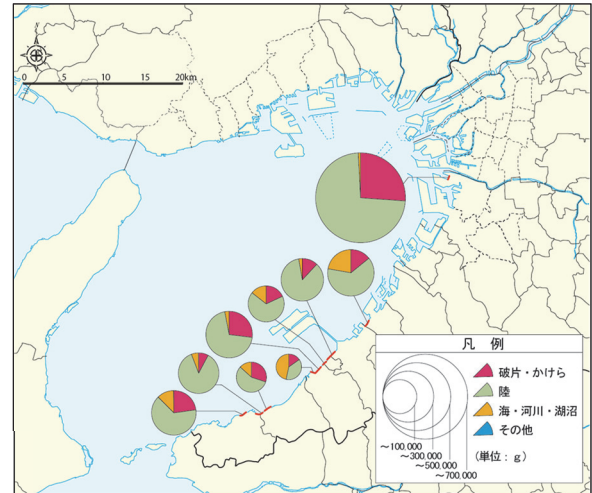 N
0 5 10 15 20km
凡 例
破片・かけら
陸
海・河川・湖沼
その他
～100.000
～300.000
～500.000
～700.000
(単位：g)